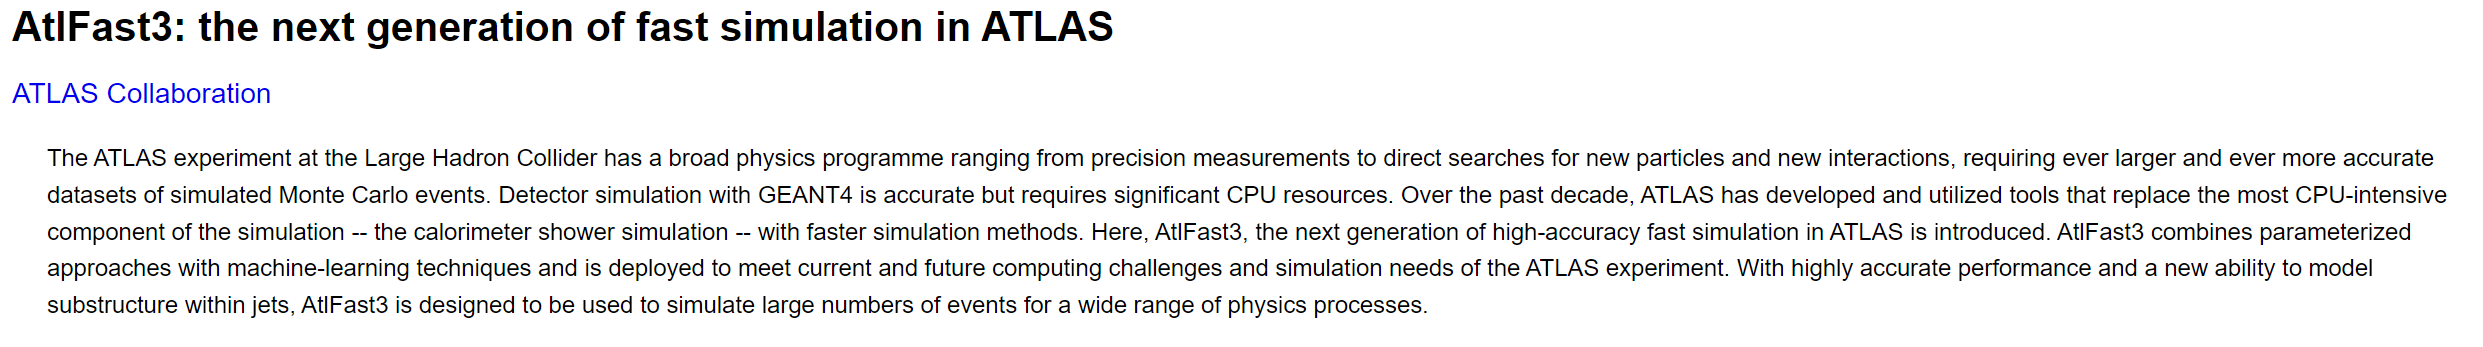 AtlFast3: the next generation of fast simulation in ATLAS
ATLAS Collaboration
The ATLAS experiment at the Large Hadron Collider has a broad physics programme ranging from precision measurements to direct searches for new particles and new interactions, requiring ever larger and ever more accurate
datasets of simulated Monte Carlo events. Detector simulation with GEANT4 is accurate but requires significant CPU resources. Over the past decade, ATLAS has developed and utilized tools that replace the most CPU-intensive
component of the simulation -- the calorimeter shower simulation -- with faster simulation methods. Here, AtlFast3, the next generation of high-accuracy fast simulation in ATLAS is introduced. AtlFast3 combines parameterized
approaches with machine-learning techniques and is deployed to meet current and future computing challenges and simulation needs of the ATLAS experiment. With highly accurate performance and a new ability to model
substructure within jets, AtlFast3 is designed to be used to simulate large numbers of events for a wide range of physics processes.